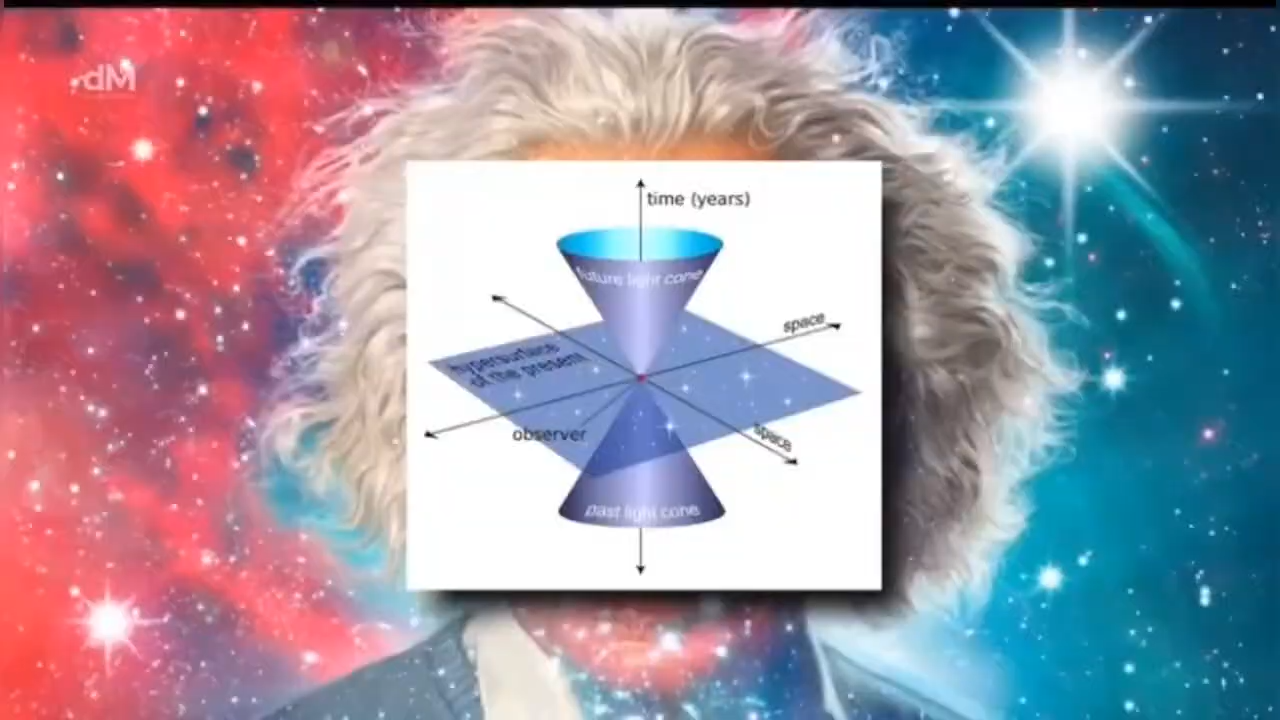 .dM
time (years)
future light cone
space
hypersurface
of the present
observer
space
past light cone